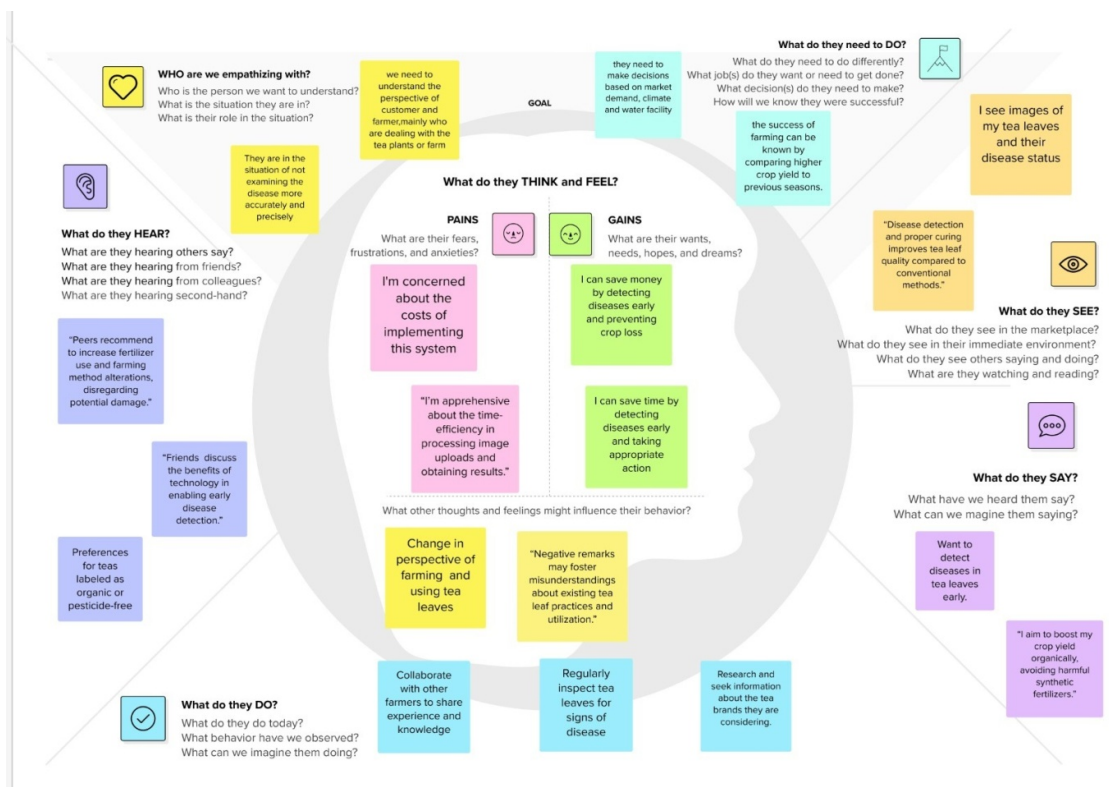 WHO are we empathizing with?
Who is the person we want to understand?
What is the situation they are in?
What is their role in the situation?
we need to
understand the
perspective of
customer and
farmer,mainly who
are dealing with the
tea plants or farm
They are in the
situation of not
examining the
disease more
accurately and
precisely
GOAL
they need to
make decisions
based on market
demand, climate
and water facility
What do they need to DO?
What do they need to do differently?
What job(s) do they want or need to get done?
What decision(s) do they need to make?
How will we know they were successful?
the success of
farming can be
known by
comparing higher
crop yield to
previous seasons.
I see images of
my tea leaves
and their
disease status
"Disease detection
and proper curing
improves tea leaf
quality compared to
conventional
methods."
What do they SEE?
What do they see in the marketplace?
What do they see in their immediate environment?
What do they see others saying and doing?
What are they watching and reading?
What do they HEAR?
What are they hearing others say?
What are they hearing from friends?
What are they hearing from colleagues?
What are they hearing second-hand?
"Peers recommend
to increase fertilizer
use and farming
method alterations,
disregarding
potential damage."
"Friends discuss
the benefits of
technology in
enabling early
disease
detection."
Preferences
for teas
labeled as
organic or
pesticide-free
What do they THINK and FEEL?
PAINS
What are their fears,
frustrations, and anxieties?
I'm concerned
about the
costs of
implementing
this system
"I'm apprehensive
about the time-
efficiency in
processing image
uploads and
obtaining results."
GAINS
What are their wants,
needs, hopes, and dreams?
I can save money
by detecting
diseases early
and preventing
crop loss
I can save time by
detecting
diseases early
and taking
appropriate
action
What other thoughts and feelings might influence their behavior?
Change in
perspective of
farming and
using tea
leaves
"Negative remarks
may foster
misunderstandings
about existing tea
leaf practices and
utilization."
What do they SAY?
What have we heard them say?
What can we magine them saying?
Want to
detect
diseases in
tea leaves
early.
"I aim to boost my
crop yield
organically,
avoiding harmful
synthetic
fertilizers."
What do they DO?
What do they do today?
What behavior have we observed?
What can we imagine them doing?
Collaborate
with other
farmers to share
experience and
knowledge
Regularly
inspect tea
leaves for
signs of
disease
Research and
seek information
about the tea
brands they are
considering.